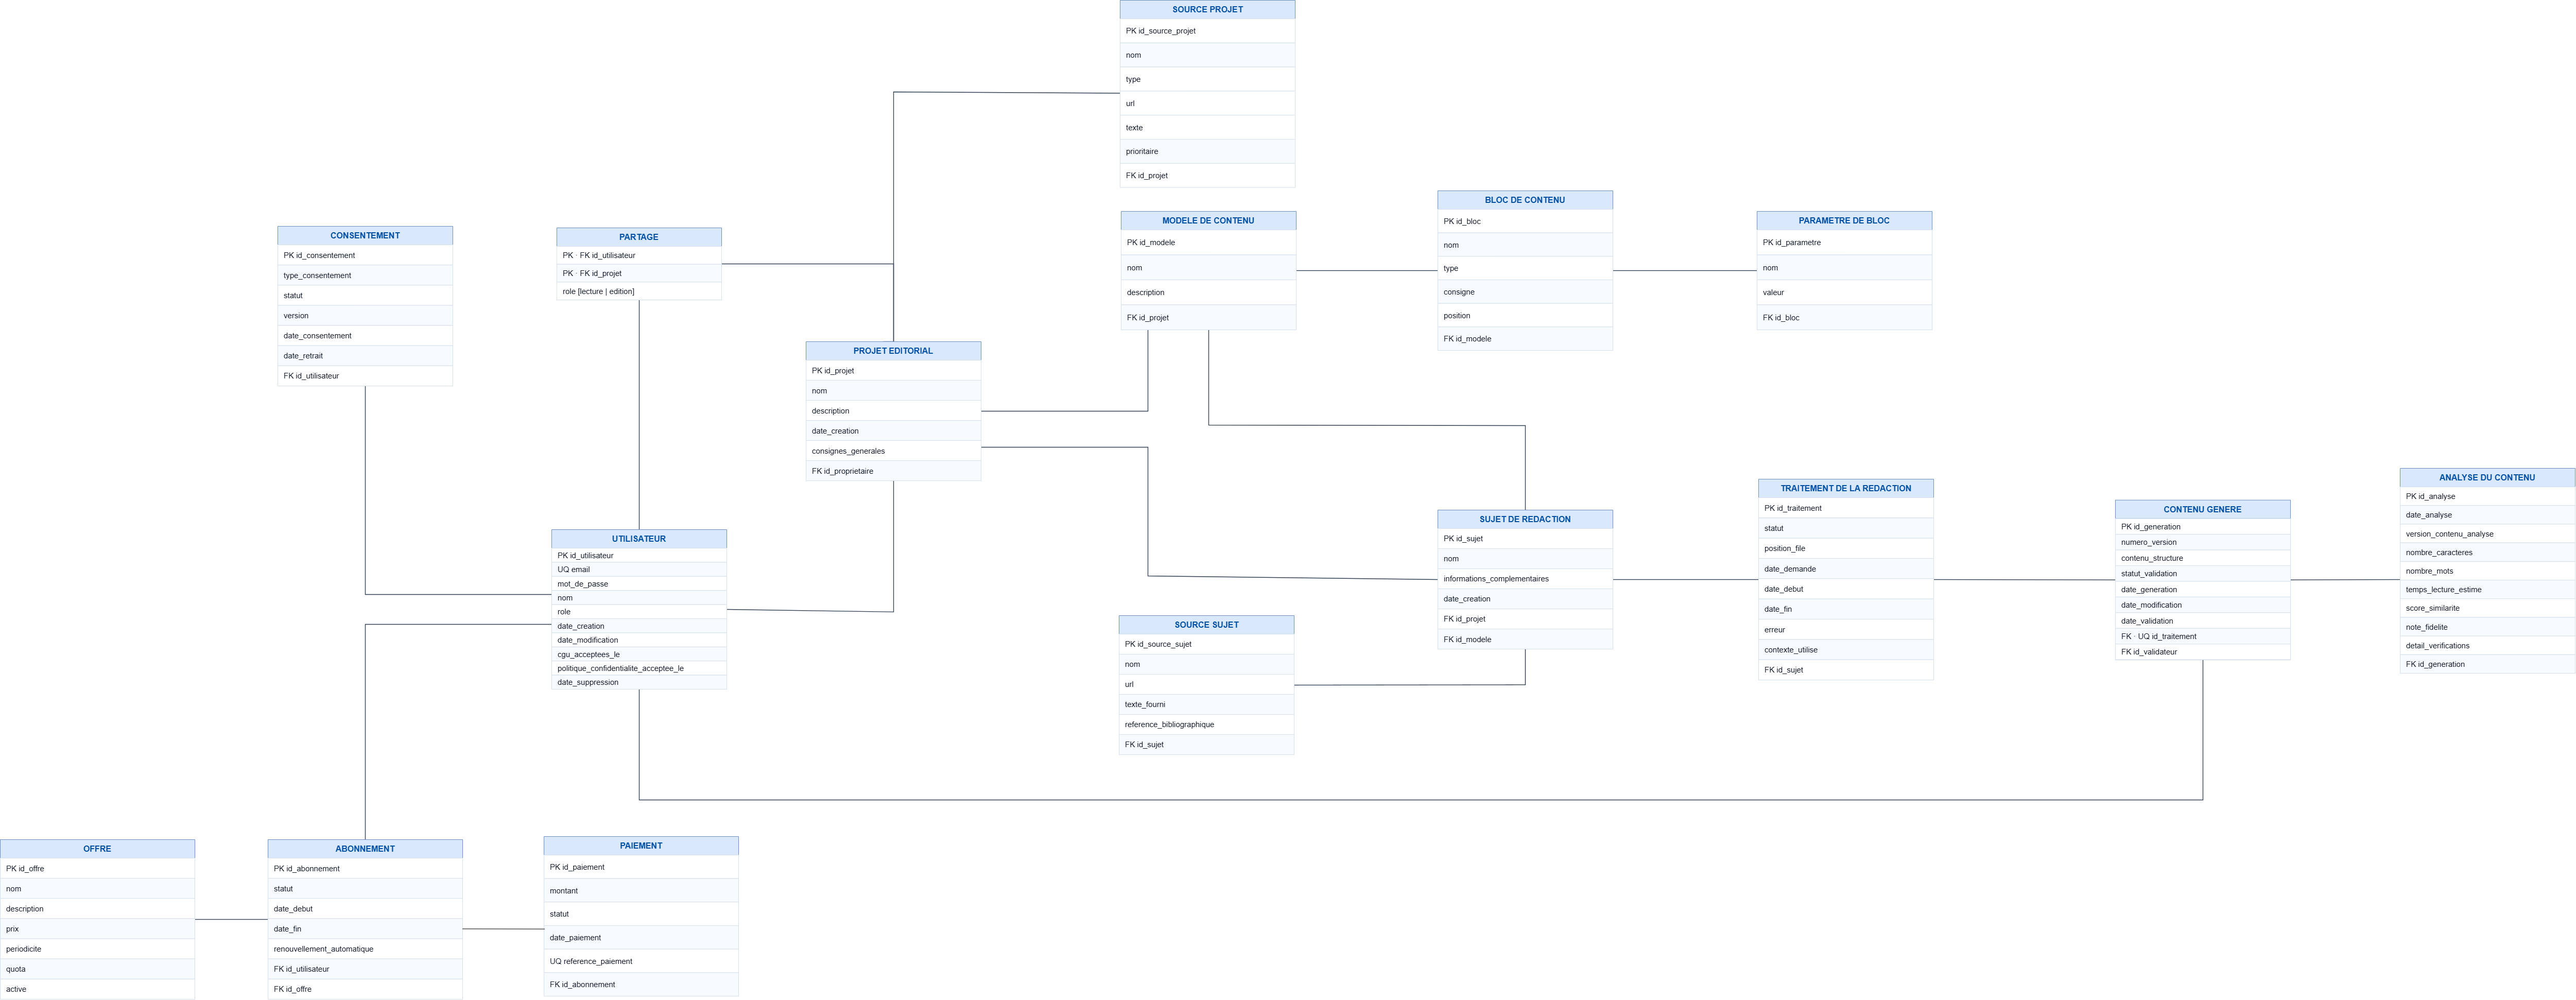 SOURCE PROJET
PK id_source_projet
nom
type
url
texte
prioritaire
FK id_projet
BLOC DE CONTENU
PK id_bloc
nom
type
consigne
position
FK id_modele
MODELE DE CONTENU
PK id_modele
nom
description
FK id_projet
PARAMETRE DE BLOC
PK id_parametre
nom
valeur
FK id_bloc
CONSENTEMENT
PK id_consentement
type_consentement
statut
version
date_consentement
date_retrait
FK id_utilisateur
PARTAGE
PK · FK id_utilisateur
PK · FK id_projet
role [lecture | edition]
PROJET EDITORIAL
PK id_projet
nom
description
date_creation
consignes_generales
FK id_proprietaire
ANALYSE DU CONTENU
PK id_analyse
date_analyse
version_contenu_analyse
nombre_caracteres
nombre_mots
temps_lecture_estime
score_similarite
note_fidelite
detail_verifications
FK id_generation
TRAITEMENT DE LA REDACTION
PK id_traitement
statut
position_file
date_demande
date_debut
date_fin
erreur
contexte_utilise
FK id_sujet
CONTENU GENERE
PK id_generation
numero_version
contenu_structure
statut_validation
date_generation
date_modification
date_validation
FK · UQ id_traitement
FK id_validateur
SUJET DE REDACTION
PK id_sujet
nom
informations_complementaires
date_creation
FK id_projet
FK id_modele
UTILISATEUR
PK id_utilisateur
UQ email
mot_de_passe
nom
role
date_creation
date_modification
cgu_acceptees_le
politique_confidentialite_acceptee_le
date_suppression
SOURCE SUJET
PK id_source_sujet
nom
url
texte_fourni
reference_bibliographique
FK id_sujet
OFFRE
PK id_offre
nom
description
prix
periodicite
quota
active
ABONNEMENT
PK id_abonnement
statut
date_debut
date_fin
renouvellement_automatique
FK id_utilisateur
FK id_offre
PAIEMENT
PK id_paiement
montant
statut
date_paiement
UQ reference_paiement
FK id_abonnement